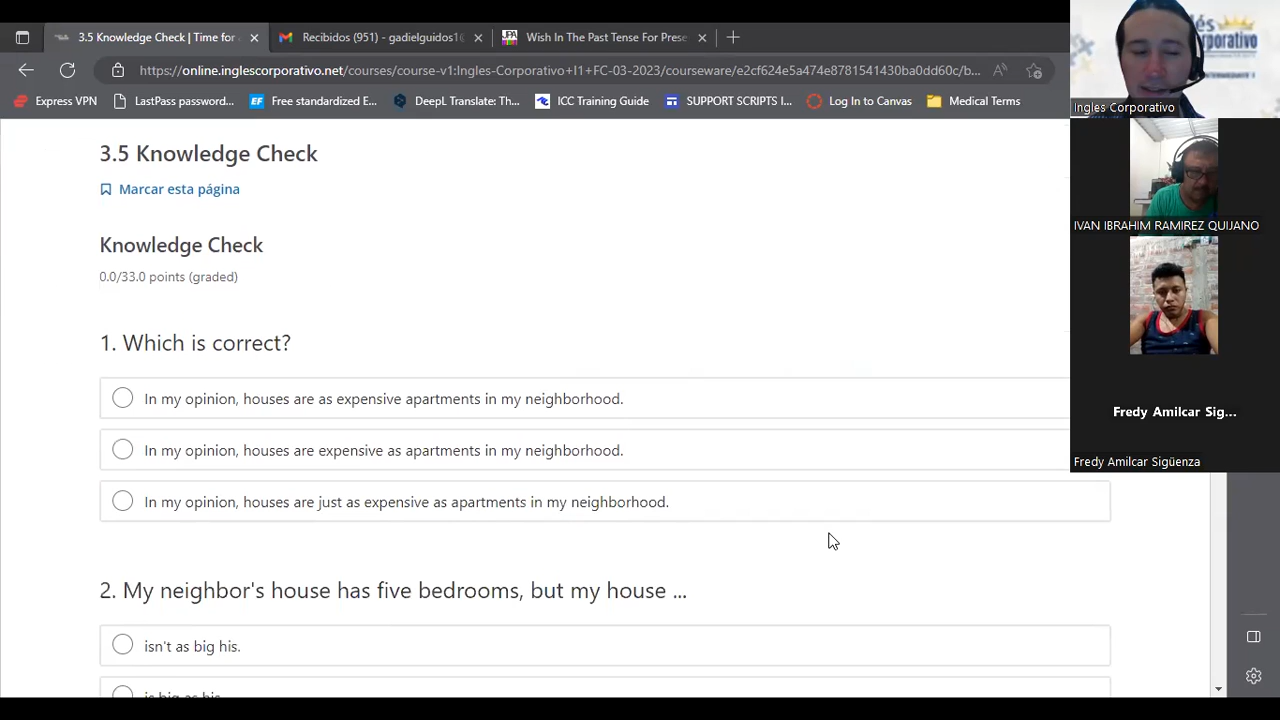 3.5 Knowledge Check | Time for
Recibidos (951) - gadielguidos1
Wish In The Past Tense For Prese
https://online.inglescorporativo.net/courses/course-v1:Ingles-Corporativo+I1+FC-03-2023/courseware/e2cf624e5a474e8781541430ba0dd60c/b...
Express VPN
LastPass password...
EF
Free standardized E...
DeepL Translate: Th...
ICC Training Guide
SUPPORT SCRIPTS I...
Log In to Canvas
Medical Terms
3.5 Knowledge Check
Marcar esta página
Knowledge Check
0.0/33.0 points (graded)
1. Which is correct?
In my opinion, houses are as expensive apartments in my neighborhood.
In my opinion, houses are expensive as apartments in my neighborhood.
In my opinion, houses are just as expensive as apartments in my neighborhood.
2. My neighbor's house has five bedrooms, but my house ...
isn't as big his.
is big as his.
Ingles Corporativo
IVAN IBRAHIM RAMIREZ QUIJANO
Fredy Amilcar Sig...
Fredy Amilcar Sigüenza